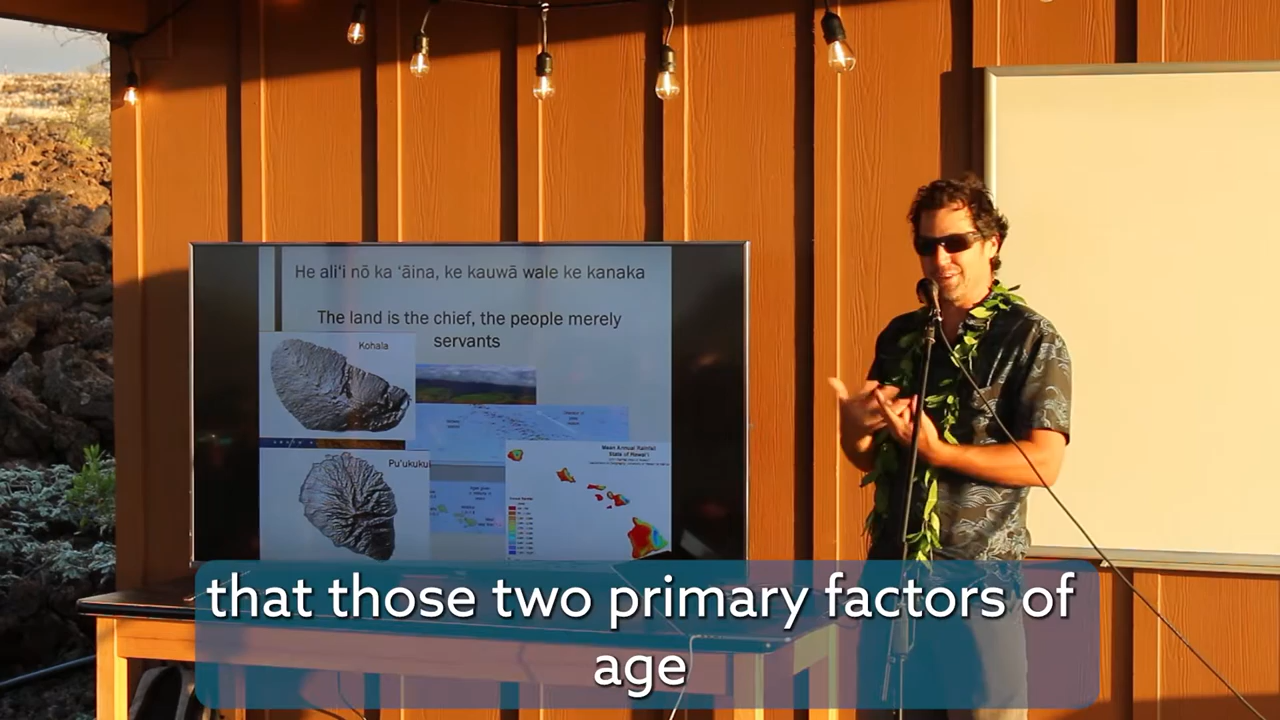 He ali‘i nō ka ‘āina, ke kauwā wale ke kanaka
The land is the chief, the people merely
servants
Kohala
Pu‘ukukui
Mean Annual Rainfall
State of Hawai‘i
that those two primary factors of
age